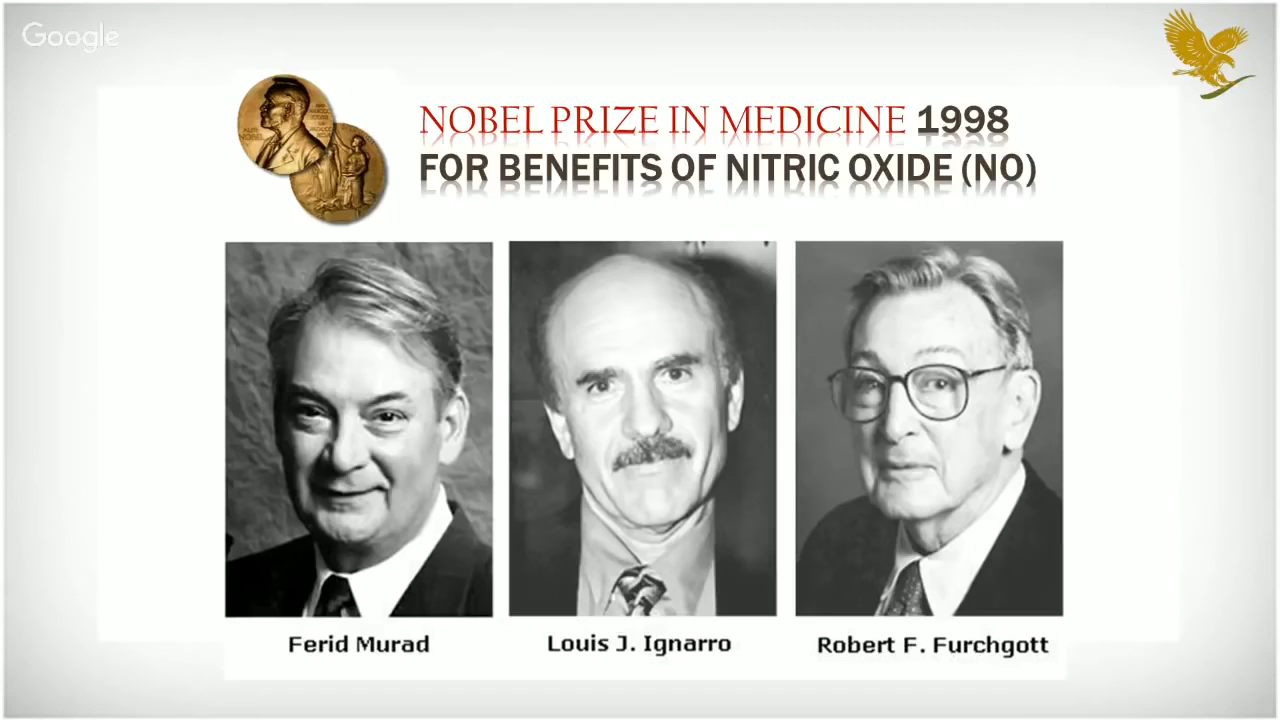 Google
NOBEL PRIZE IN MEDICINE 1998
FOR BENEFITS OF NITRIC OXIDE (NO)
Ferid Murad
Louis J. Ignarro
Robert F. Furchgott